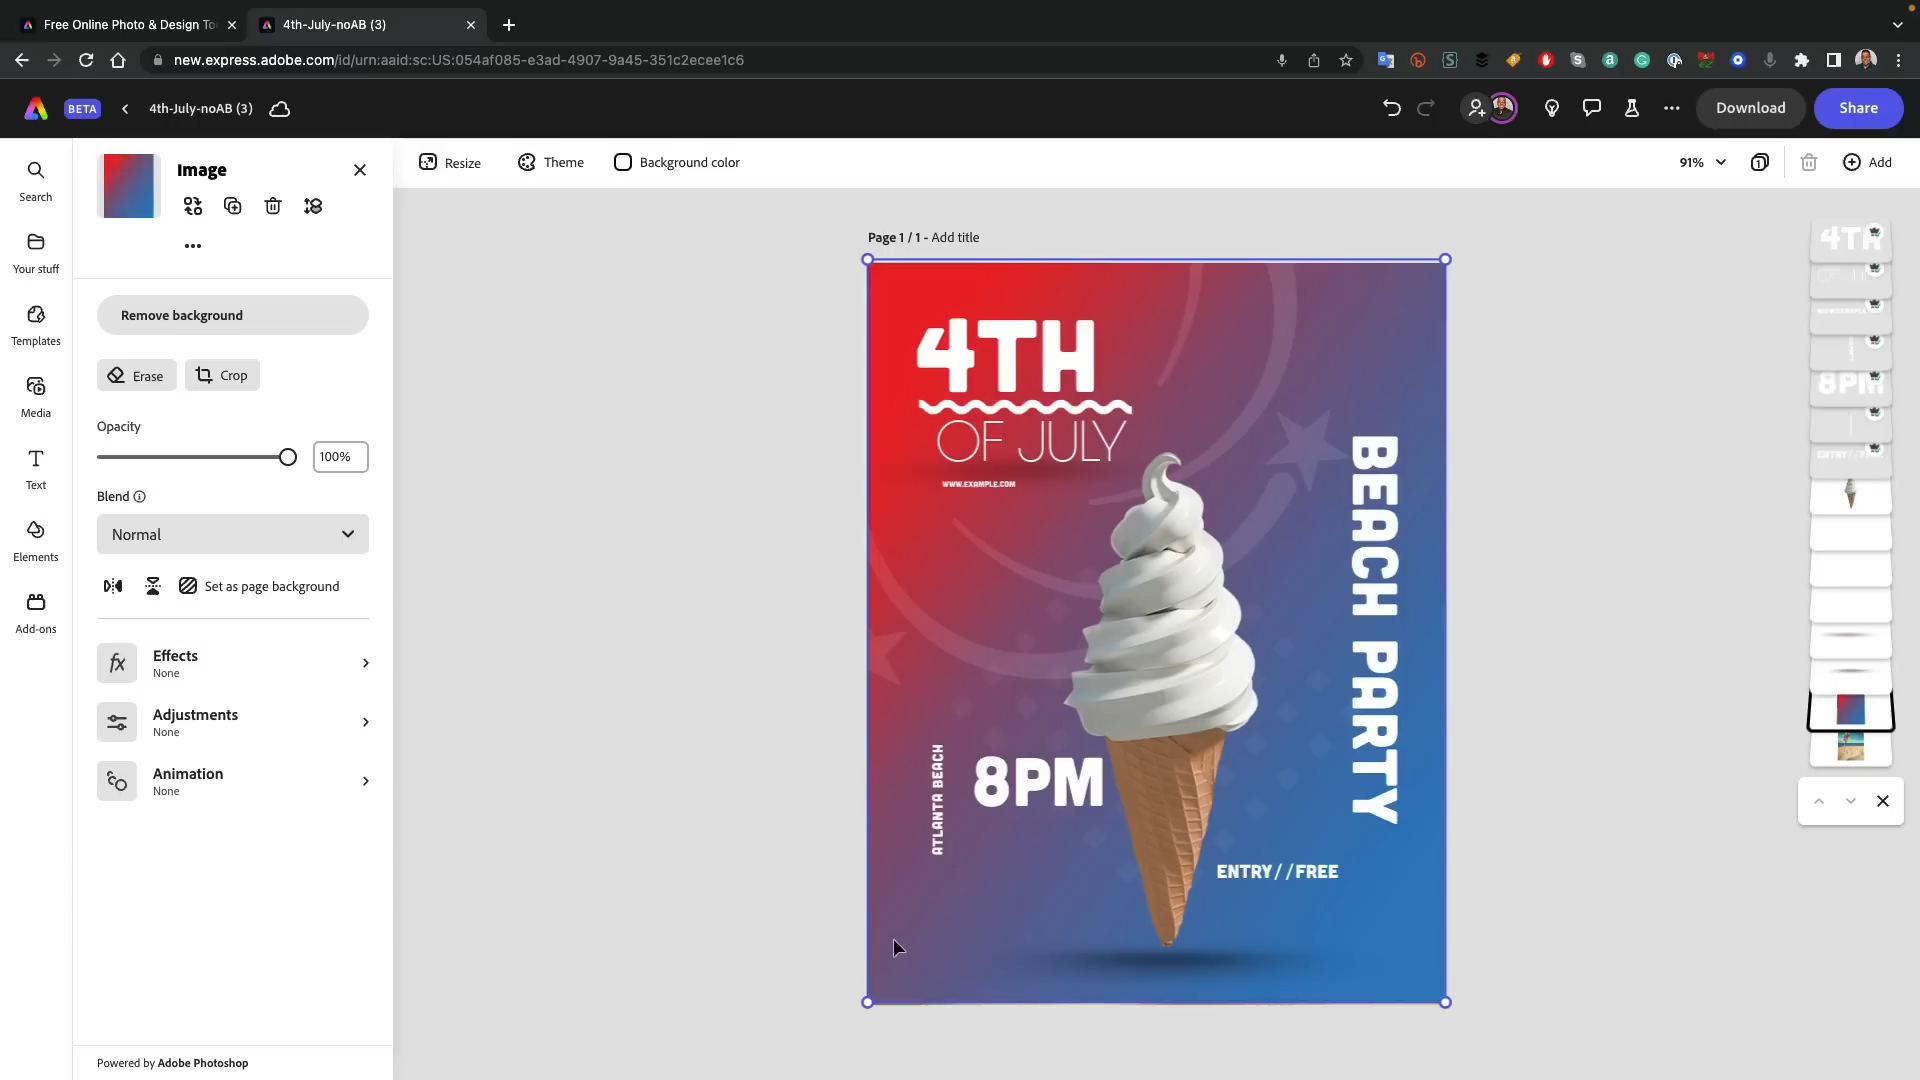 Free Online Photo & Design To
4th-July-noAB (3)
new.express.adobe.com/id/urn:aaid:sc:US:054af085-e3ad-4907-9a45-351c2ecee1c6
BETA
4th-July-noAB (3)
Download
Share
Search
Your stuff
Templates
Media
Text
Elements
Add-ons
Image
Remove background
Erase
Crop
Opacity
100%
Blend
Normal
Set as page background
Effects
None
Adjustments
None
Animation
None
Powered by Adobe Photoshop
Resize
Theme
Background color
91%
1
Add
Page 1 / 1 - Add title
4TH
OF JULY
WWW.EXAMPLE.COM
BEACH PARTY
ATLANTA BEACH
8PM
ENTRY//FREE
4TH
8PM